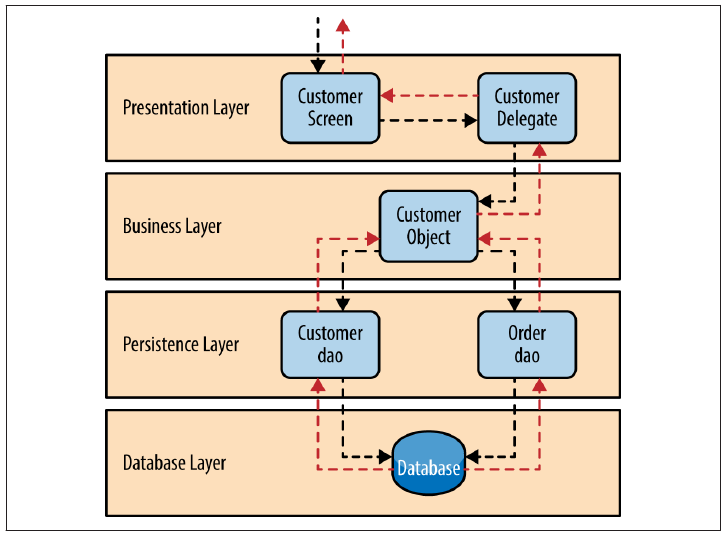 Presentation Layer
Customer
Screen
Customer
Delegate
Business Layer
Customer
Object
Persistence Layer
Customer
dao
Order
dao
Database Layer
Database